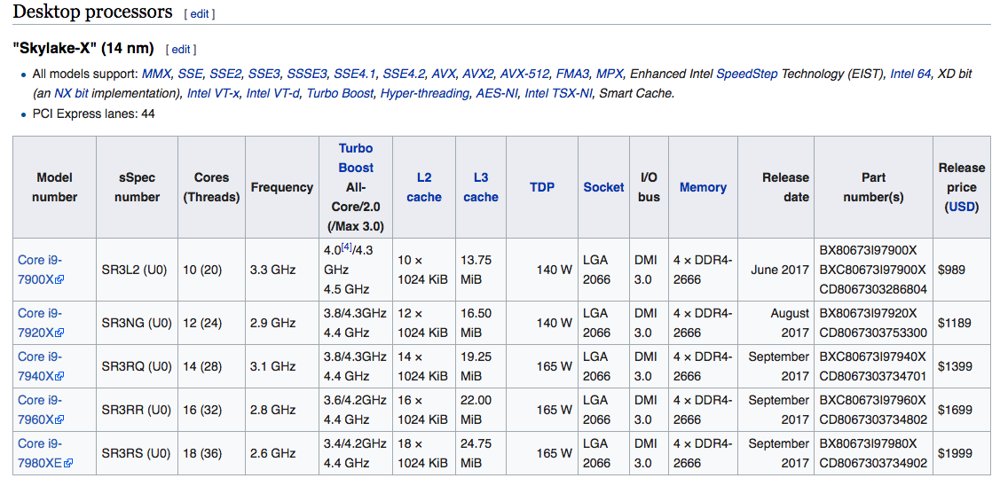 Desktop processors [ edit ]
"Skylake-X" (14 nm) [ edit ]
• All models support: MMX, SSE, SSE2, SSE3, SSSE3, SSE4.1, SSE4.2, AVX, AVX2, AVX-512, FMA3, MPX, Enhanced Intel SpeedStep Technology (EIST), Intel 64, XD bit
(an NX bit implementation), Intel VT-x, Intel VT-d, Turbo Boost, Hyper-threading, AES-NI, Intel TSX-NI, Smart Cache.
• PCI Express lanes: 44
Model number sSpec number Cores (Threads) Frequency Turbo Boost All-Core/2.0 (/Max 3.0) L2 cache L3 cache TDP Socket I/O bus Memory Release date Part number(s) Release price (USD)
Core i9-7900X SR3L2 (U0) 10 (20) 3.3 GHz 4.0[4]/4.3 GHz 4.5 GHz 10 × 1024 KiB 13.75 MiB 140 W LGA 2066 DMI 3.0 4 × DDR4-2666 June 2017 BX80673I97900X BXC80673I97900X CD8067303286804 $989
Core i9-7920X SR3NG (U0) 12 (24) 2.9 GHz 3.8/4.3GHz 4.4 GHz 12 × 1024 KiB 16.50 MiB 140 W LGA 2066 DMI 3.0 4 × DDR4-2666 August 2017 BX80673I97920X CD8067303753300 $1189
Core i9-7940X SR3RQ (U0) 14 (28) 3.1 GHz 3.8/4.3GHz 4.4 GHz 14 × 1024 KiB 19.25 MiB 165 W LGA 2066 DMI 3.0 4 × DDR4-2666 September 2017 BXC80673I97940X CD8067303734701 $1399
Core i9-7960X SR3RR (U0) 16 (32) 2.8 GHz 3.6/4.2GHz 4.4 GHz 16 × 1024 KiB 22.00 MiB 165 W LGA 2066 DMI 3.0 4 × DDR4-2666 September 2017 BXC80673I97960X CD8067303734802 $1699
Core i9-7980XE SR3RS (U0) 18 (36) 2.6 GHz 3.4/4.2GHz 4.4 GHz 18 × 1024 KiB 24.75 MiB 165 W LGA 2066 DMI 3.0 4 × DDR4-2666 September 2017 BX80673I97980X CD8067303734902 $1999